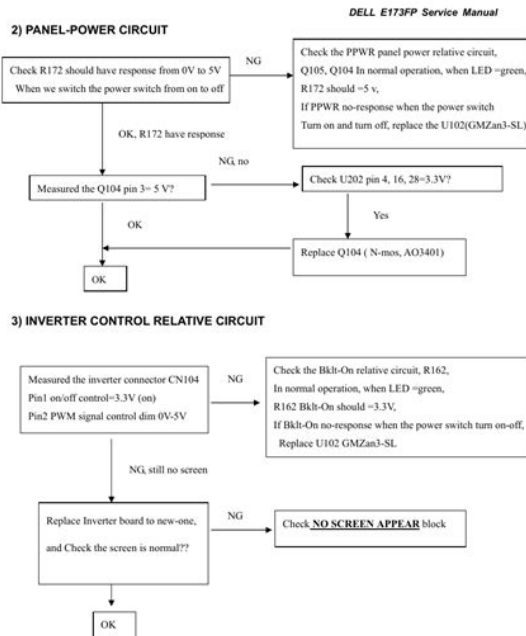 DELL E173FP Service Manual
2) PANEL-POWER CIRCUIT
Check R172 should have response from 0V to 5V
When we switch the power switch from on to off
NG
Check the PPWR panel power relative circuit,
Q105, Q104 In normal operation, when LED =green,
R172 should =5 v,
If PPWR no-response when the power switch
Turn on and turn off, replace the U102(GMZan3-SL)
OK, R172 have response
NG, no
Measured the Q104 pin 3= 5 V?
Check U202 pin 4, 16, 28=3.3V?
OK
Yes
Replace Q104 ( N-mos, AO3401)
OK
3) INVERTER CONTROL RELATIVE CIRCUIT
Measured the inverter connector CN104
Pin1 on/off control=3.3V (on)
Pin2 PWM signal control dim 0V-5V
NG
Check the Bklt-On relative circuit, R162,
In normal operation, when LED =green,
R162 Bklt-On should =3.3V,
If Bklt-On no-response when the power switch turn on-off,
Replace U102 GMZan3-SL
NG, still no screen
Replace Inverter board to new-one,
and Check the screen is normal??
NG
Check NO SCREEN APPEAR block
OK